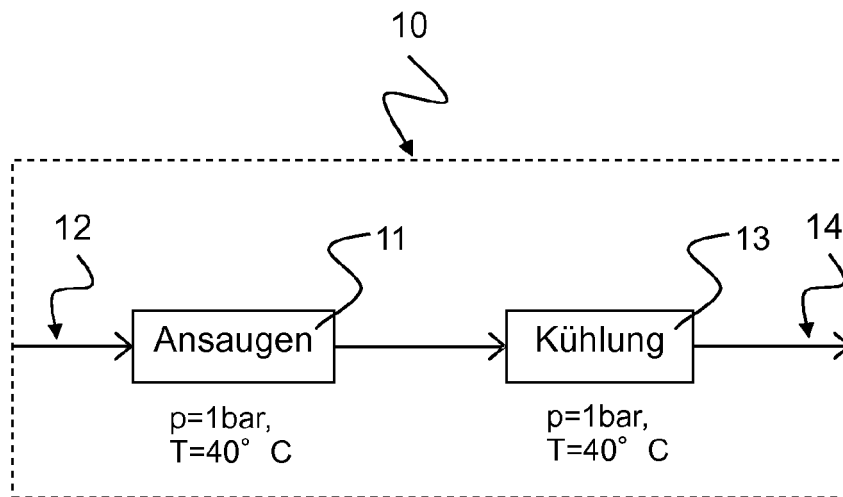 10
12
11
13
14
Ansaugen
Kühlung
p=1bar,
T=40° C
p=1bar,
T=40° C